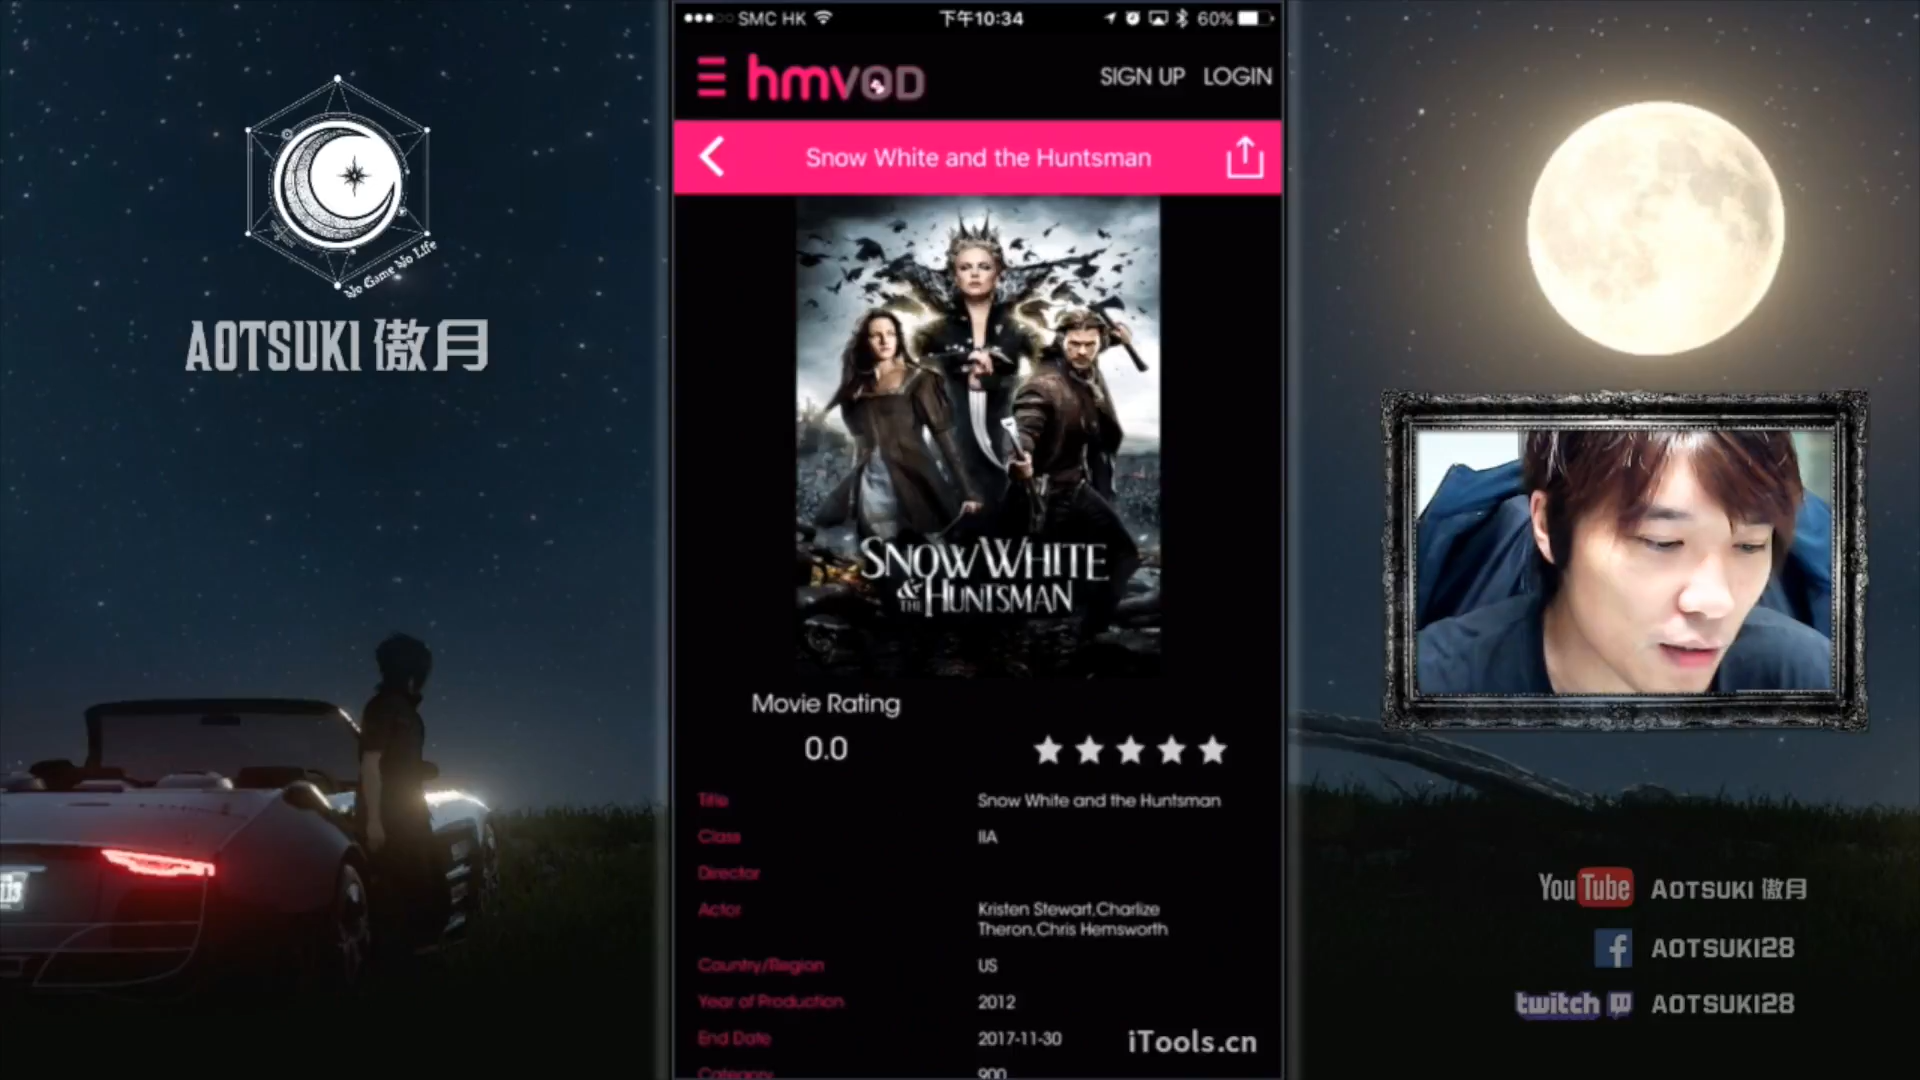 SMC HK
下午10:34
60%
hmvOD
SIGN UP LOGIN
Snow White and the Huntsman
No Game No Life
AOTSUKI 傲月
SNOW WHITE
& THE HUNTSMAN
Movie Rating
0.0
Title Snow White and the Huntsman
Class IIA
Director
Actor Kristen Stewart,Charlize
Theron,Chris Hemsworth
Country/Region US
Year of Production 2012
End Date 2017-11-30
Category 900
iTools.cn
YouTube AOTSUKI 傲月
f AOTSUKI28
twitch AOTSUKI28
113